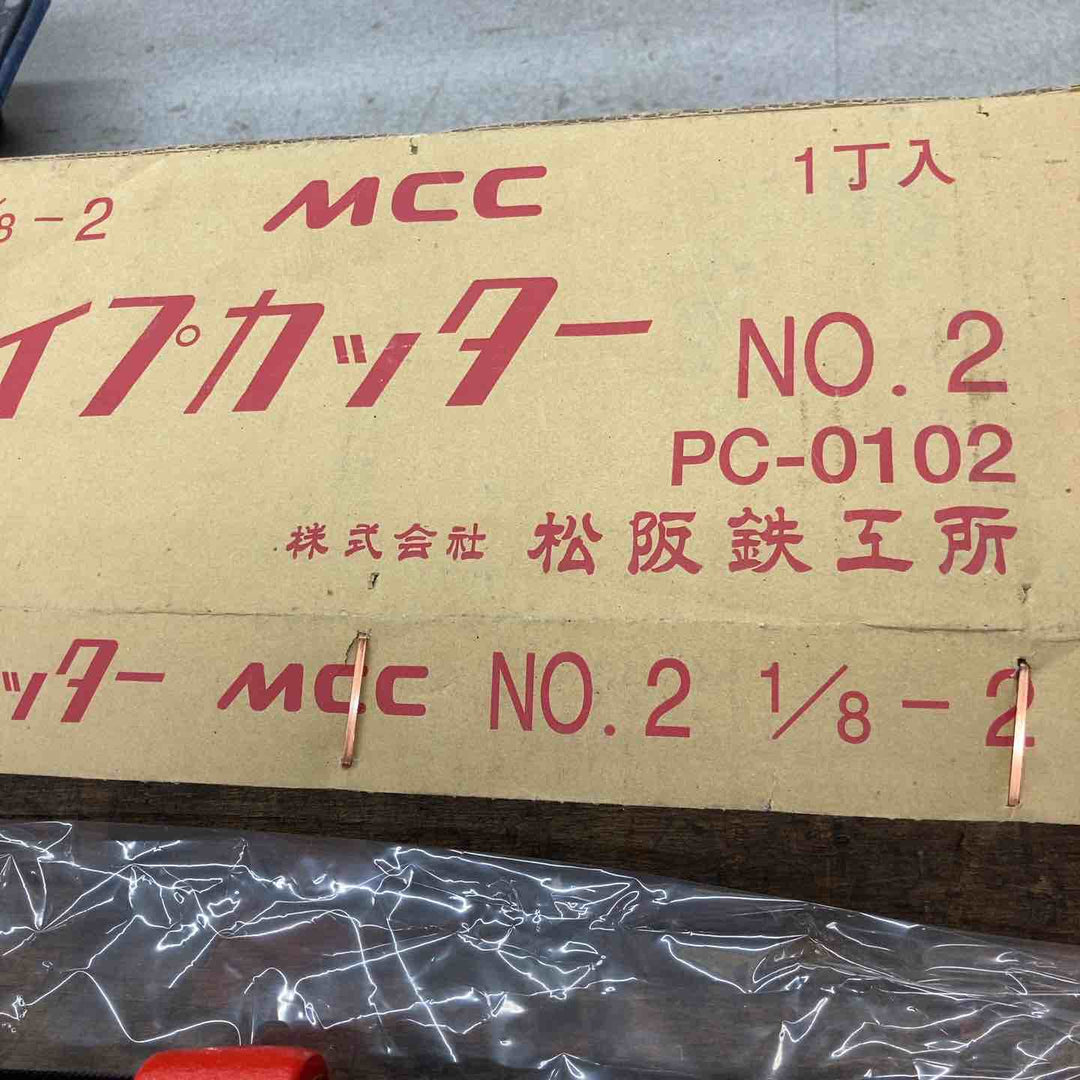 ⅛-2 MCC 1丁入
イプカッター NO.2
PC-0102
株式会社 松阪鉄工所
ッター MCC NO.2 1/8-2